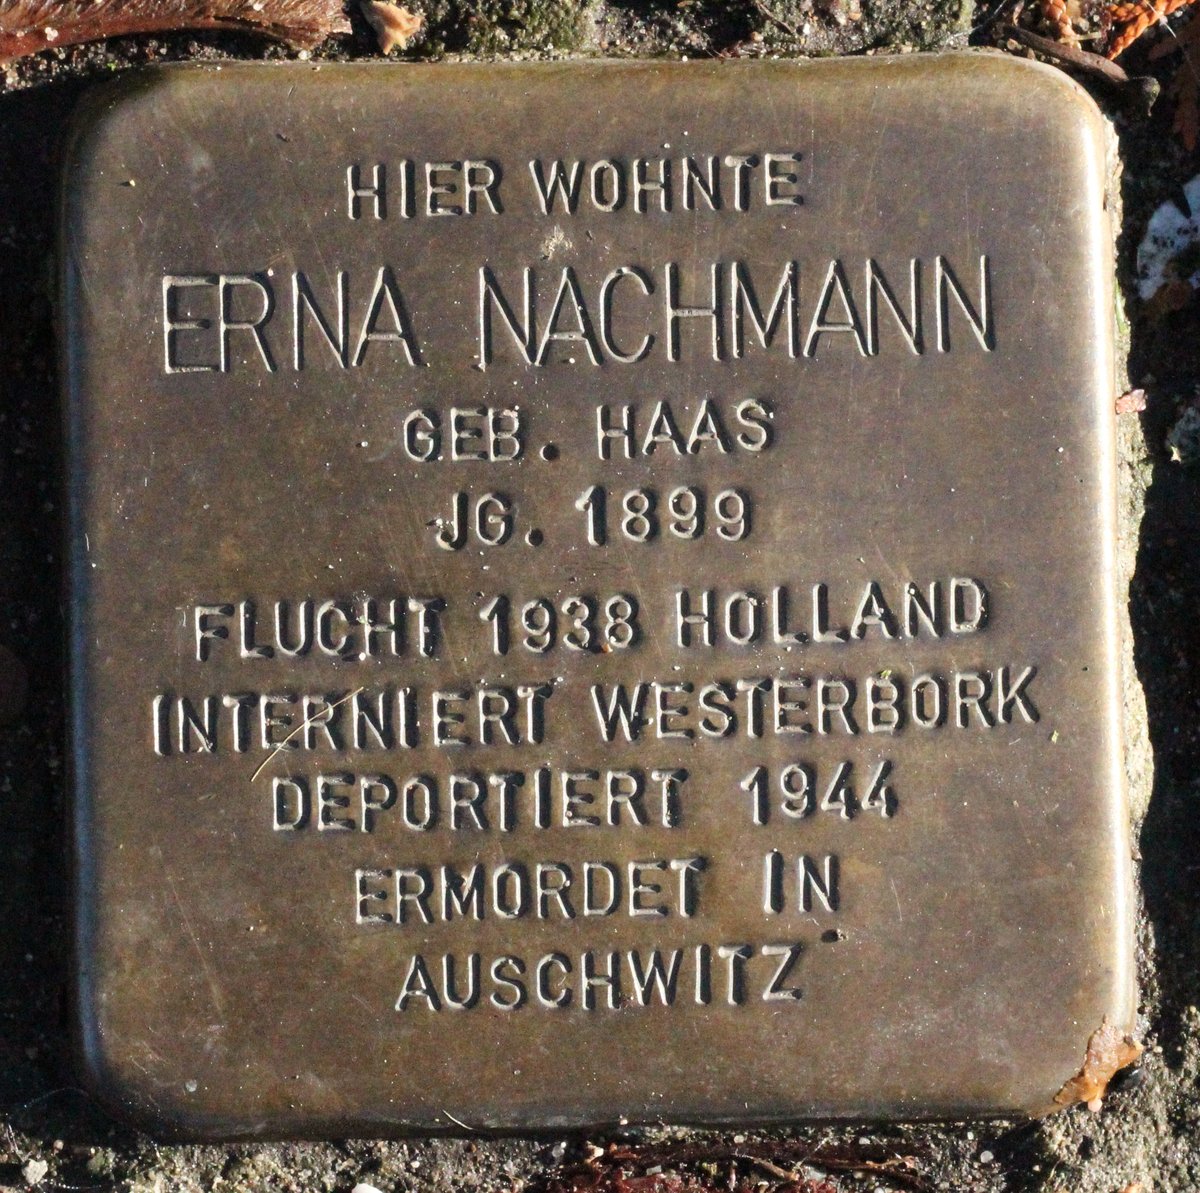 HIER WOHNTE
ERNA NACHMANN
GEB. HAAS
JG. 1899
FLUCHT 1938 HOLLAND
INTERNIERT WESTERBORK
DEPORTIERT 1944
ERMORDET IN
AUSCHWITZ